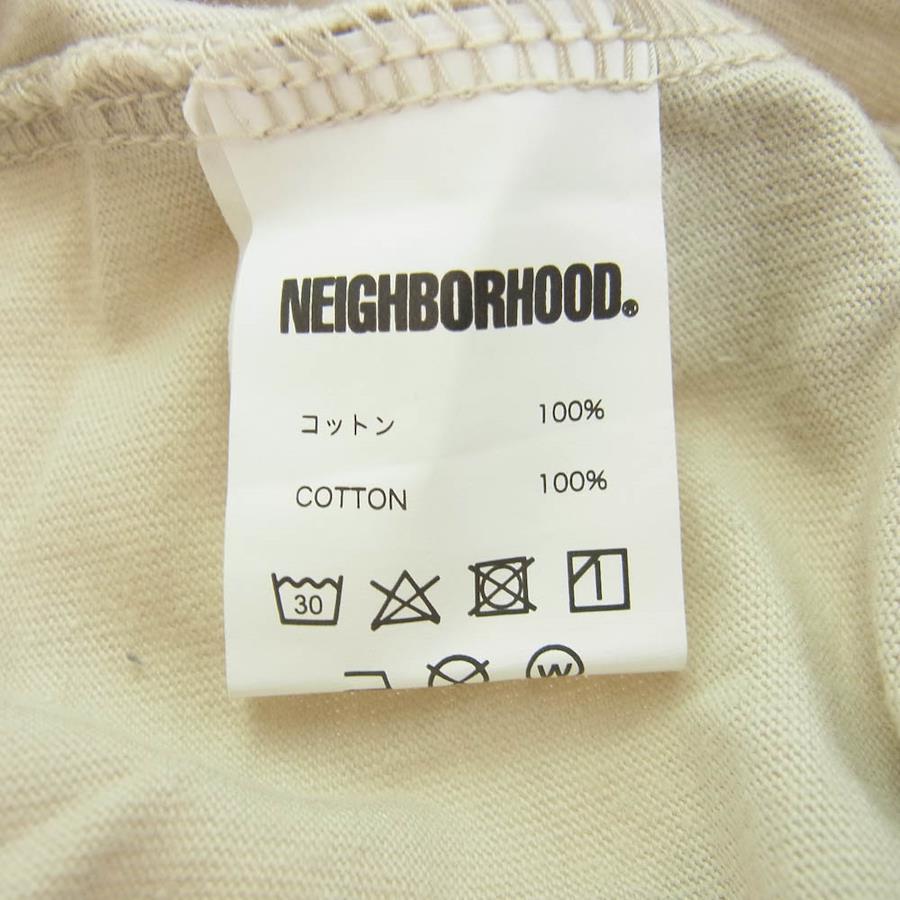 NEIGHBORHOOD®
コットン 100%
COTTON 100%
30
W